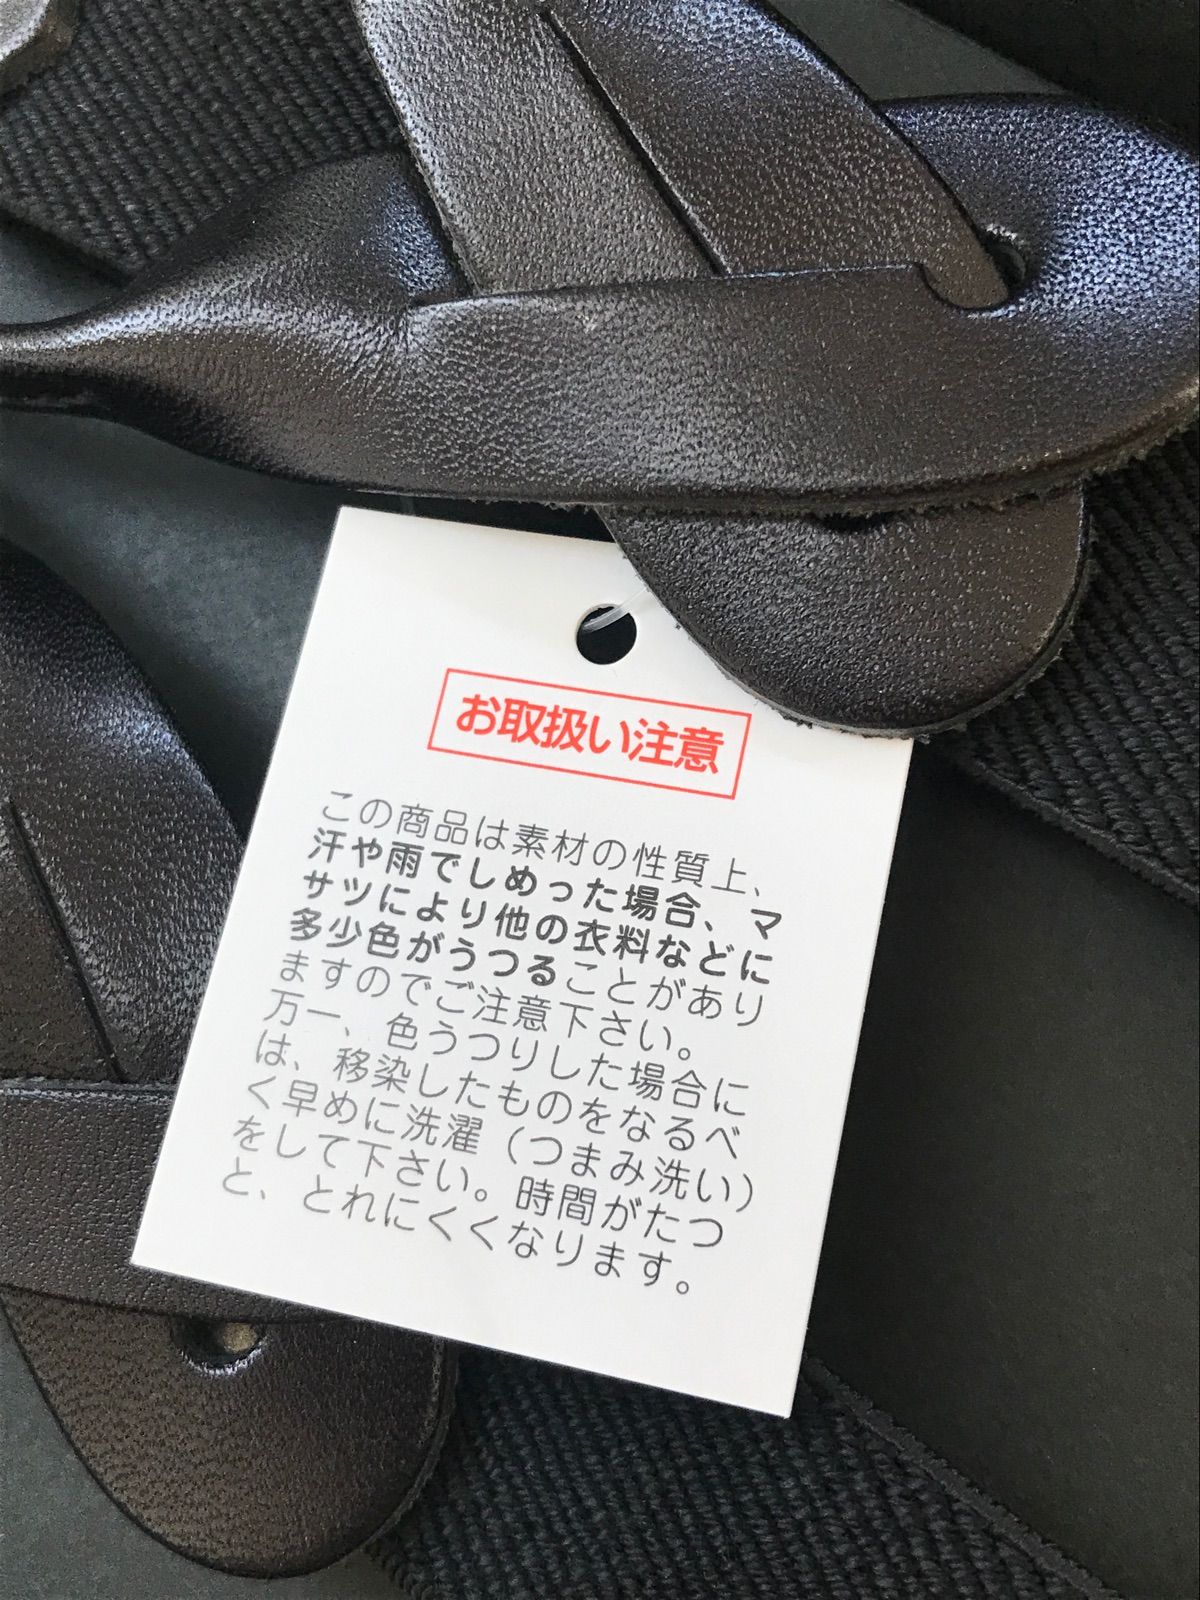 お取扱い注意
この商品は素材の性質上、
汗や雨でしめった場合、マ
サツにより他の衣料などに
多少色がうつることがあり
ますのでご注意下さい。
万一、色うつりした場合に
は、移染したものをなるべ
く早めに洗濯（つまみ洗い）
をして下さい。時間がたつ
と、とれにくくなります。